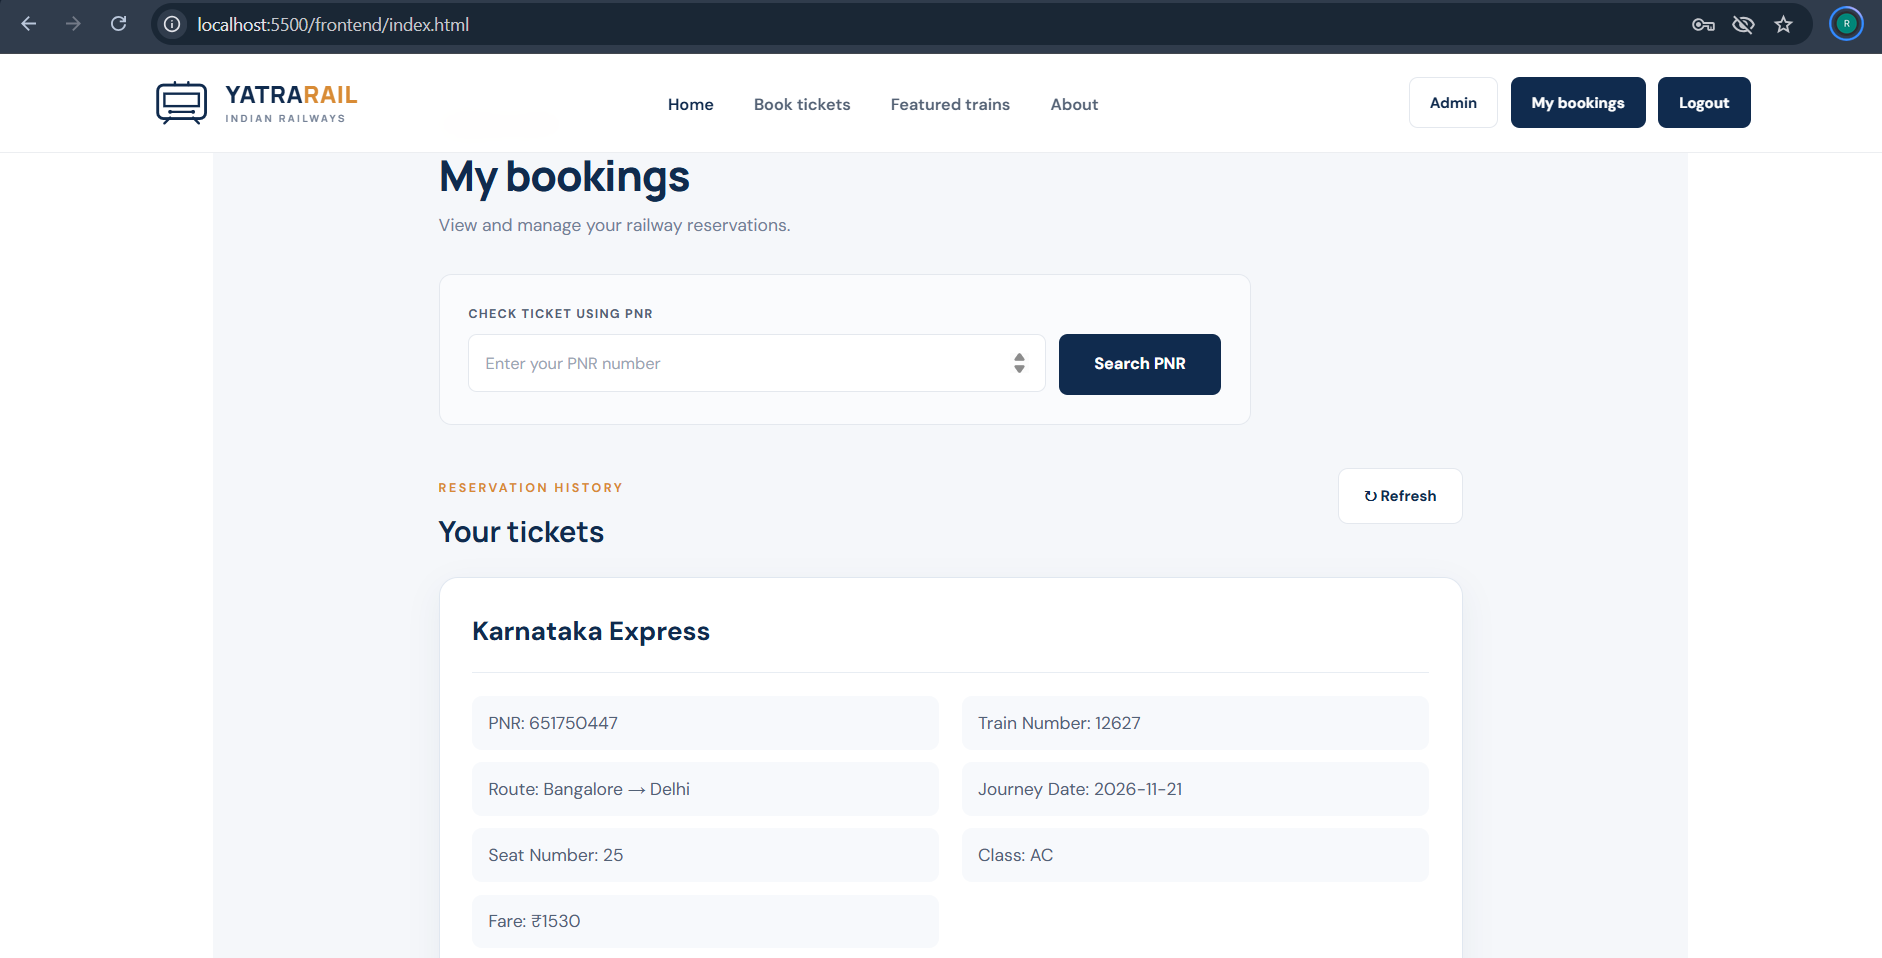 localhost:5500/frontend/index.html
R
YATRARAIL
INDIAN RAILWAYS
Home
Book tickets
Featured trains
About
Admin
My bookings
Logout
My bookings
View and manage your railway reservations.
CHECK TICKET USING PNR
Enter your PNR number
Search PNR
RESERVATION HISTORY
Your tickets
↻ Refresh
Karnataka Express
PNR: 651750447
Train Number: 12627
Route: Bangalore → Delhi
Journey Date: 2026-11-21
Seat Number: 25
Class: AC
Fare: ₹1530